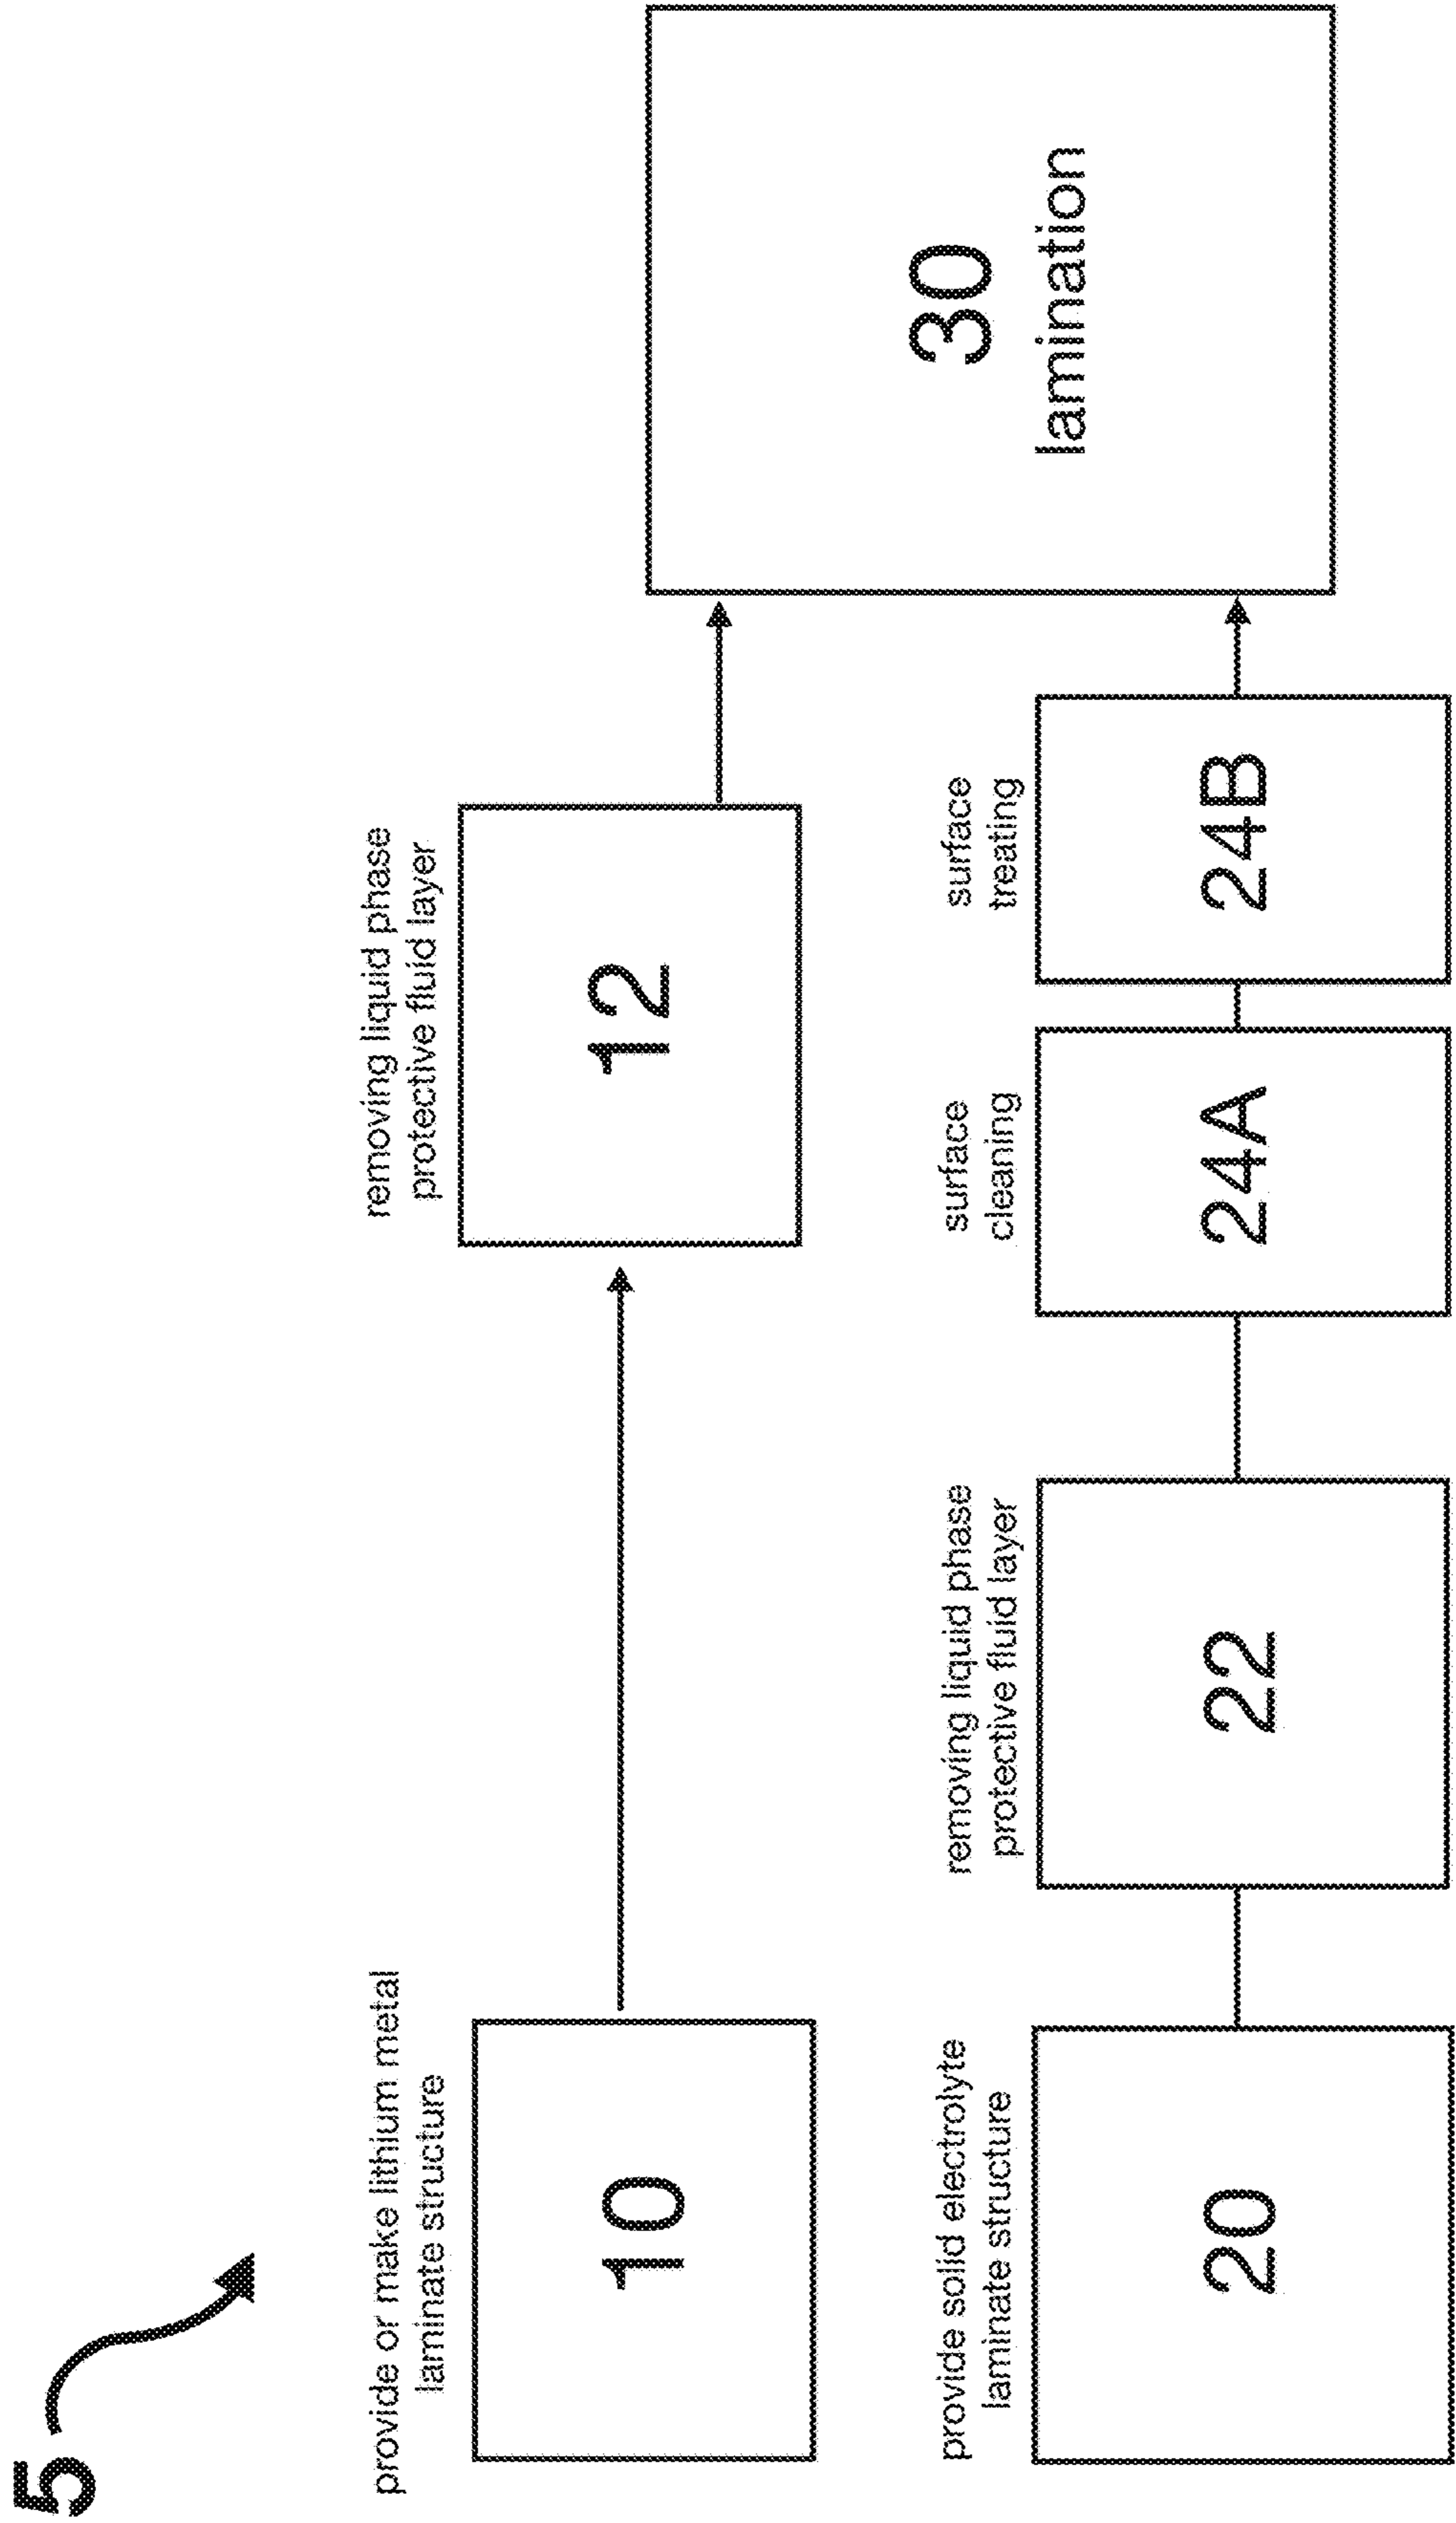 5
provide or make lithium metal
laminate structure
10
removing liquid phase
protective fluid layer
12
provide solid electrolyte
laminate structure
20
removing liquid phase
protective fluid layer
22
surface
cleaning
24A
surface
treating
24B
30
lamination